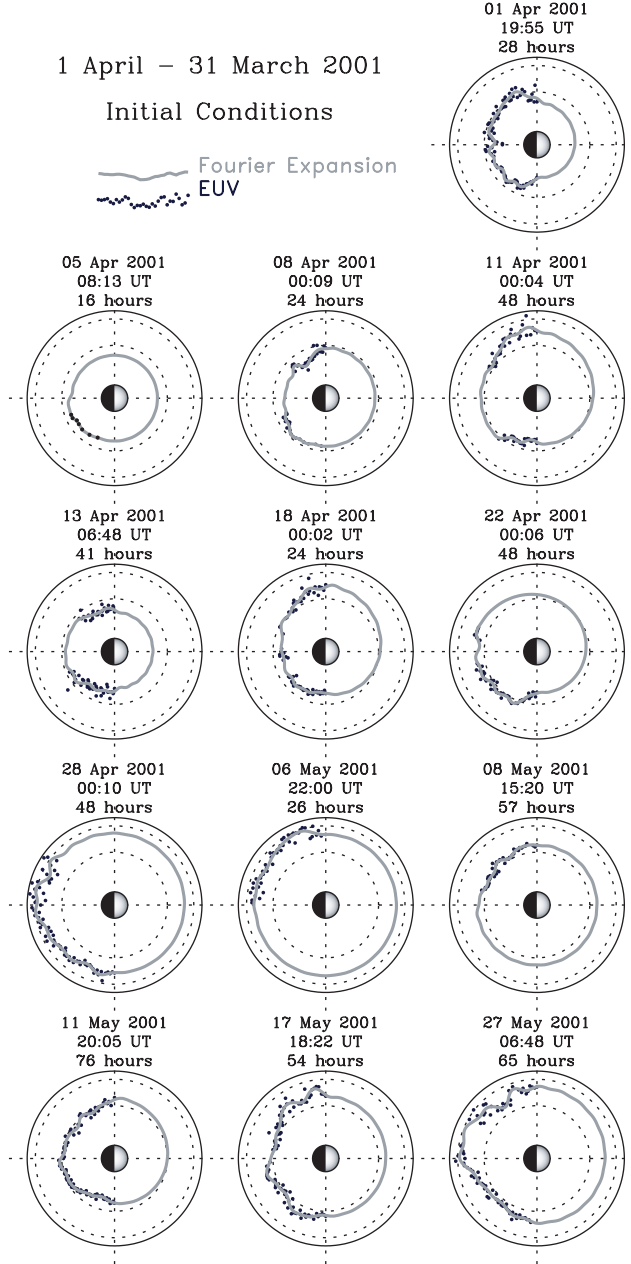 1 April – 31 March 2001
Initial Conditions
Fourier Expansion
EUV
01 Apr 2001
19:55 UT
28 hours
05 Apr 2001
08:13 UT
16 hours
08 Apr 2001
00:09 UT
24 hours
11 Apr 2001
00:04 UT
48 hours
13 Apr 2001
06:48 UT
41 hours
18 Apr 2001
00:02 UT
24 hours
22 Apr 2001
00:06 UT
48 hours
28 Apr 2001
00:10 UT
48 hours
06 May 2001
22:00 UT
26 hours
08 May 2001
15:20 UT
57 hours
11 May 2001
20:05 UT
76 hours
17 May 2001
18:22 UT
54 hours
27 May 2001
06:48 UT
65 hours